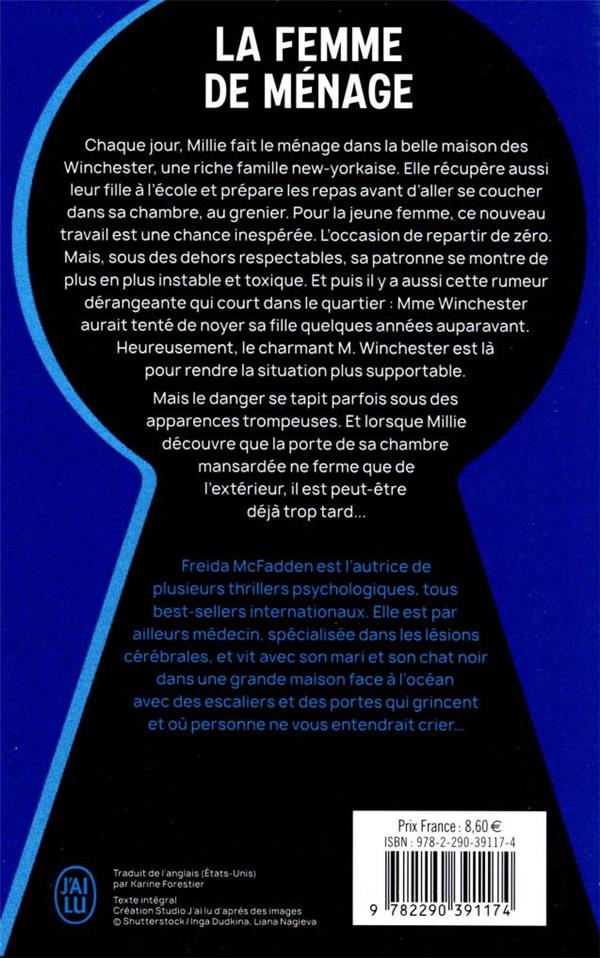 LA FEMME
DE MÉNAGE
Chaque jour, Millie fait le ménage dans la belle maison des
Winchester, une riche famille new-yorkaise. Elle récupère aussi
leur fille à l'école et prépare les repas avant d'aller se coucher
dans sa chambre, au grenier. Pour la jeune femme, ce nouveau
travail est une chance inespérée. L'occasion de repartir de zéro.
Mais, sous des dehors respectables, sa patronne se montre de
plus en plus instable et toxique. Et puis il y a aussi cette rumeur
dérangeante qui court dans le quartier : Mme Winchester
aurait tenté de noyer sa fille quelques années auparavant.
Heureusement, le charmant M. Winchester est là
pour rendre la situation plus supportable.
Mais le danger se tapit parfois sous des
apparences trompeuses. Et lorsque Millie
découvre que la porte de sa chambre
mansardée ne ferme que de
l'extérieur, il est peut-être
déjà trop tard...
Freida McFadden est l'autrice de
plusieurs thrillers psychologiques, tous
best-sellers internationaux. Elle est par
ailleurs médecin, spécialisée dans les lésions
cérébrales, et vit avec son mari et son chat noir
dans une grande maison face à l'océan
avec des escaliers et des portes qui grincent
et où personne ne vous entendrait crier...
Prix France : 8,60 €
ISBN : 978-2-290-39117-4
9 782290 391174
J'AI
LU
Traduit de l'anglais (États-Unis)
par Karine Forestier
Texte intégral
Création Studio J'ai lu d'après des images
© Shutterstock / Inga Dudkina, Liana Nagieva